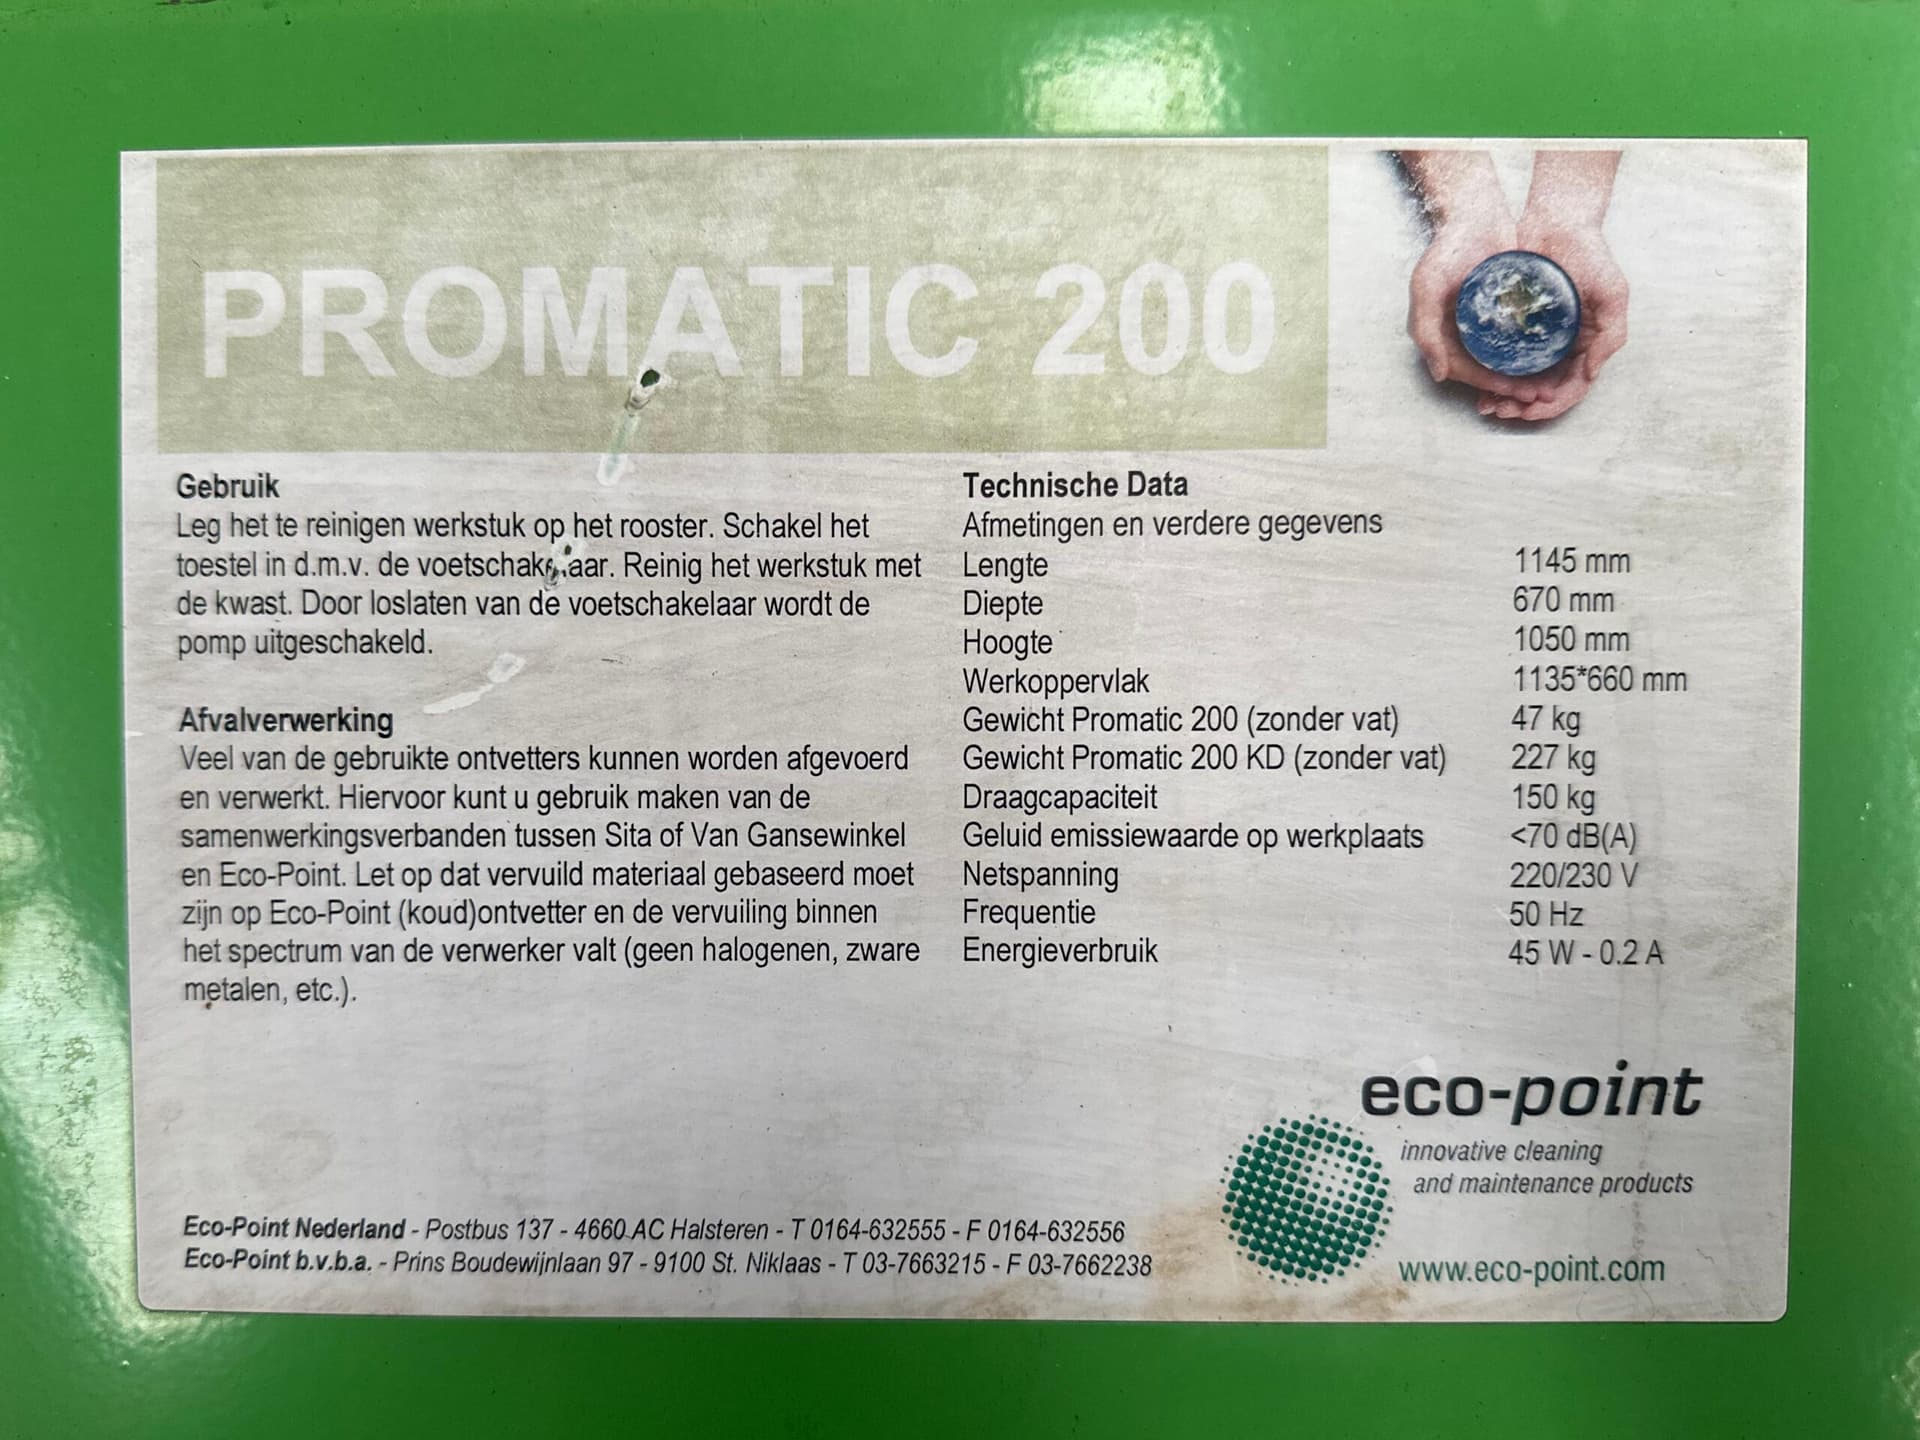 PROMATIC 200
Gebruik
Leg het te reinigen werkstuk op het rooster. Schakel het
toestel in d.m.v. de voetschakelaar. Reinig het werkstuk met
de kwast. Door loslaten van de voetschakelaar wordt de
pomp uitgeschakeld.
Afvalverwerking
Veel van de gebruikte ontvetters kunnen worden afgevoerd
en verwerkt. Hiervoor kunt u gebruik maken van de
samenwerkingsverbanden tussen Sita of Van Gansewinkel
en Eco-Point. Let op dat vervuild materiaal gebaseerd moet
zijn op Eco-Point (koud)ontvetter en de vervuiling binnen
het spectrum van de verwerker valt (geen halogenen, zware
metalen, etc.).
Technische Data
Afmetingen en verdere gegevens
Lengte 1145 mm
Diepte 670 mm
Hoogte 1050 mm
Werkoppervlak 1135*660 mm
Gewicht Promatic 200 (zonder vat) 47 kg
Gewicht Promatic 200 KD (zonder vat) 227 kg
Draagcapaciteit 150 kg
Geluid emissiewaarde op werkplaats <70 dB(A)
Netspanning 220/230 V
Frequentie 50 Hz
Energieverbruik 45 W - 0.2 A
eco-point
innovative cleaning
and maintenance products
www.eco-point.com
Eco-Point Nederland - Postbus 137 - 4660 AC Halsteren - T 0164-632555 - F 0164-632556
Eco-Point b.v.b.a. - Prins Boudewijnlaan 97 - 9100 St. Niklaas - T 03-7663215 - F 03-7662238